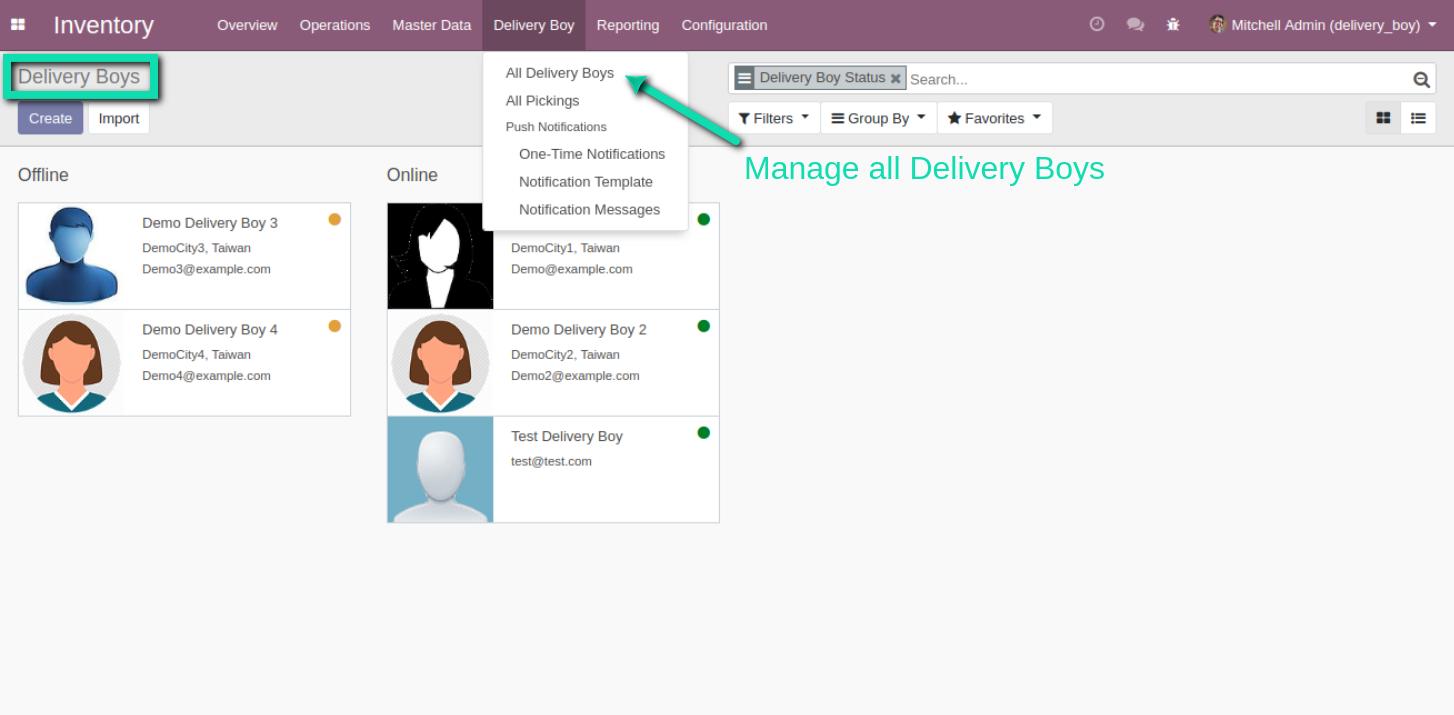 Inventory
Overview Operations Master Data Delivery Boy Reporting Configuration
Mitchell Admin (delivery_boy)
Delivery Boys
Create Import
All Delivery Boys
All Pickings
Push Notifications
One-Time Notifications
Notification Template
Notification Messages
Delivery Boy Status Search...
Filters Group By Favorites
Manage all Delivery Boys
Offline
Demo Delivery Boy 3
DemoCity3, Taiwan
Demo3@example.com
Demo Delivery Boy 4
DemoCity4, Taiwan
Demo4@example.com
Online
DemoCity1, Taiwan
Demo@example.com
Demo Delivery Boy 2
DemoCity2, Taiwan
Demo2@example.com
Test Delivery Boy
test@test.com